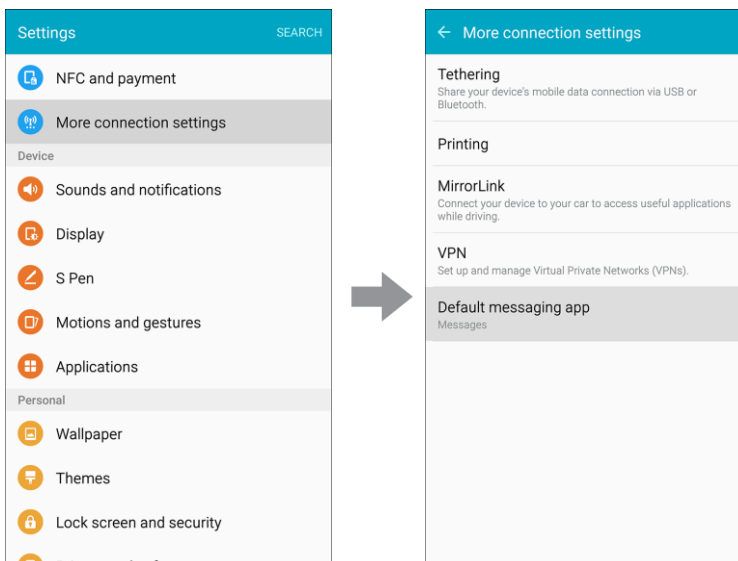 Settings
SEARCH
NFC and payment
More connection settings
Device
Sounds and notifications
Display
S Pen
Motions and gestures
Applications
Personal
Wallpaper
Themes
Lock screen and security
More connection settings
Tethering
Share your device's mobile data connection via USB or
Bluetooth.
Printing
MirrorLink
Connect your device to your car to access useful applications
while driving.
VPN
Set up and manage Virtual Private Networks (VPNs).
Default messaging app
Messages